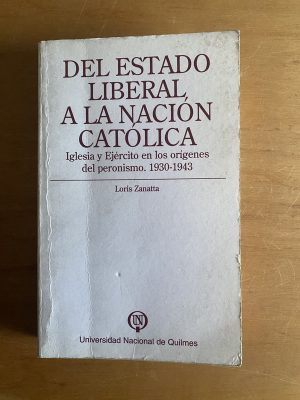 DEL ESTADO
LIBERAL
A LA NACIÓN
CATÓLICA
Iglesia y Ejército en los orígenes
del peronismo. 1930-1943
Loris Zanatta
Universidad Nacional de Quilmes